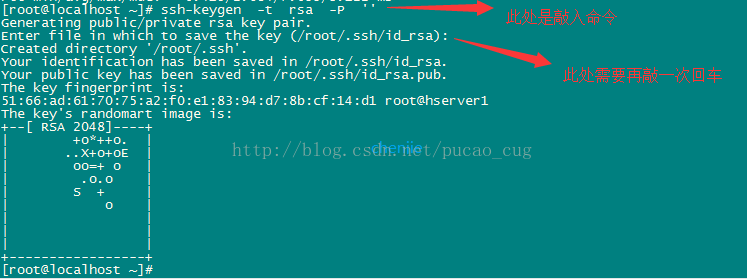 [root@localhost ~]# ssh-keygen  -t  rsa  -P  ''
此处是敲入命令
Generating public/private rsa key pair.
Enter file in which to save the key (/root/.ssh/id_rsa):
Created directory '/root/.ssh'.
此处需要再敲一次回车
Your identification has been saved in /root/.ssh/id_rsa.
Your public key has been saved in /root/.ssh/id_rsa.pub.
The key fingerprint is:
51:66:ad:61:70:75:a2:f0:e1:83:94:d7:8b:cf:14:d1 root@hserver1
The key's randomart image is:
+--[ RSA 2048]----+
|        +o*++o.  |
|       ..X+o+oE  |
|        oo=+ o   |
|         .o.o    |
|        S  +     |
|            o    |
|                 |
|                 |
|                 |
+-----------------+
http://blog.csdn.net/pucao_cug
[root@localhost ~]#